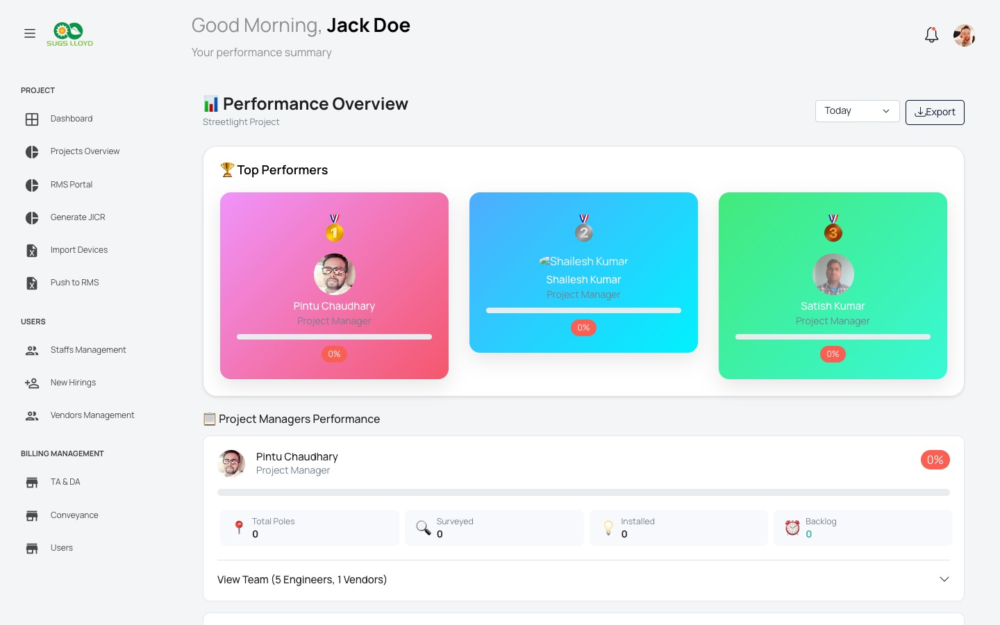 Good Morning, Jack Doe
Your performance summary
SUGS LLOYD
PROJECT
Dashboard
Projects Overview
RMS Portal
Generate JICR
Import Devices
Push to RMS
USERS
Staffs Management
New Hirings
Vendors Management
BILLING MANAGEMENT
TA & DA
Conveyance
Users
Performance Overview
Streetlight Project
Today
Export
Top Performers
1
Pintu Chaudhary
Project Manager
0%
2
Shailesh Kumar
Shailesh Kumar
Project Manager
0%
3
Satish Kumar
Project Manager
0%
Project Managers Performance
Pintu Chaudhary
Project Manager
0%
Total Poles
0
Surveyed
0
Installed
0
Backlog
0
View Team (5 Engineers, 1 Vendors)